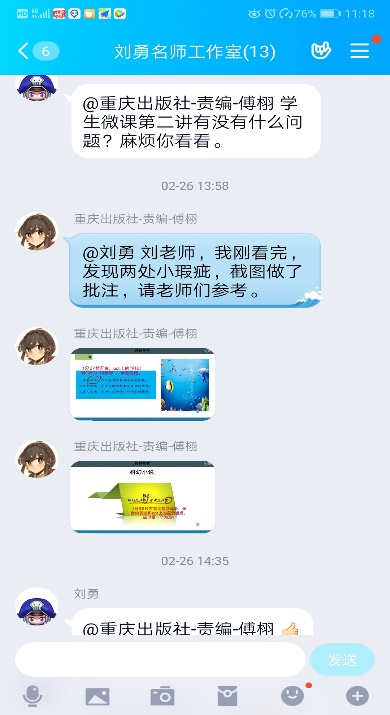 HD 76% 11:18
6 刘勇名师工作室(13)
@重庆出版社-责编-傅栩 学
生微课第二讲有没有什么问
题？麻烦你看看。
02-26 13:58
重庆出版社-责编-傅栩
@刘勇 刘老师，我刚看完，
发现两处小瑕疵，截图做了
批注，请老师们参考。
重庆出版社-责编-傅栩
重庆出版社-责编-傅栩
科幻小说
02-26 14:35
刘勇
@重庆出版社-责编-傅栩
发送